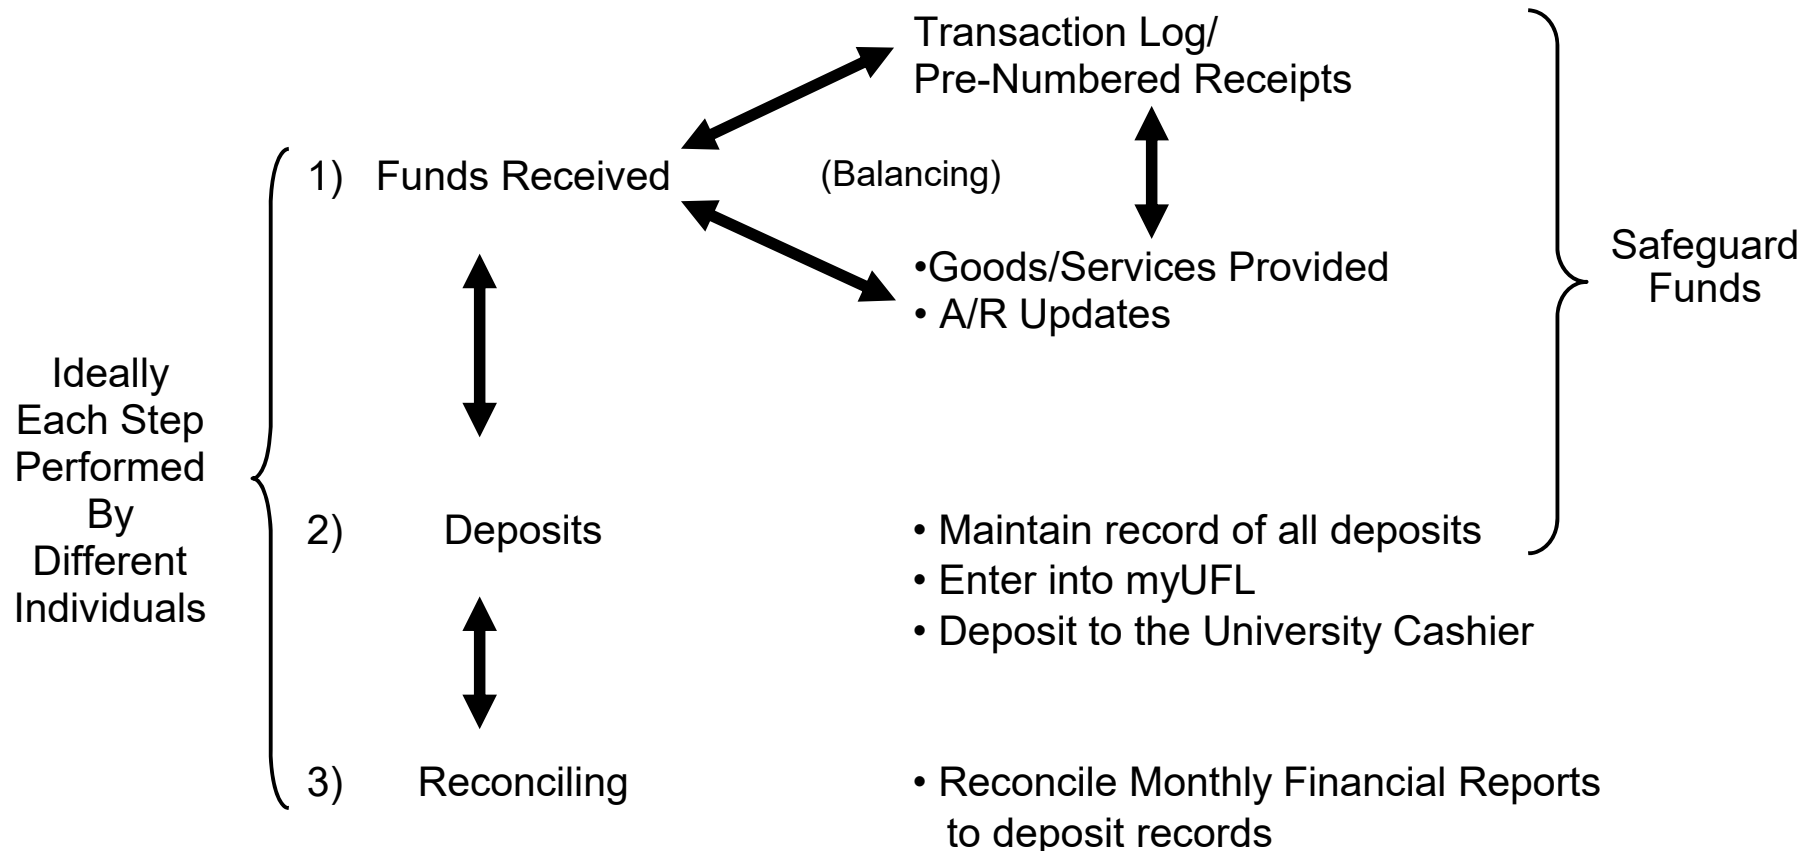 Transaction Log/
Pre-Numbered Receipts
1) Funds Received
(Balancing)
•Goods/Services Provided
• A/R Updates
Safeguard
Funds
Ideally
Each Step
Performed
By
Different
Individuals
2) Deposits
• Maintain record of all deposits
• Enter into myUFL
• Deposit to the University Cashier
3) Reconciling
• Reconcile Monthly Financial Reports
to deposit records